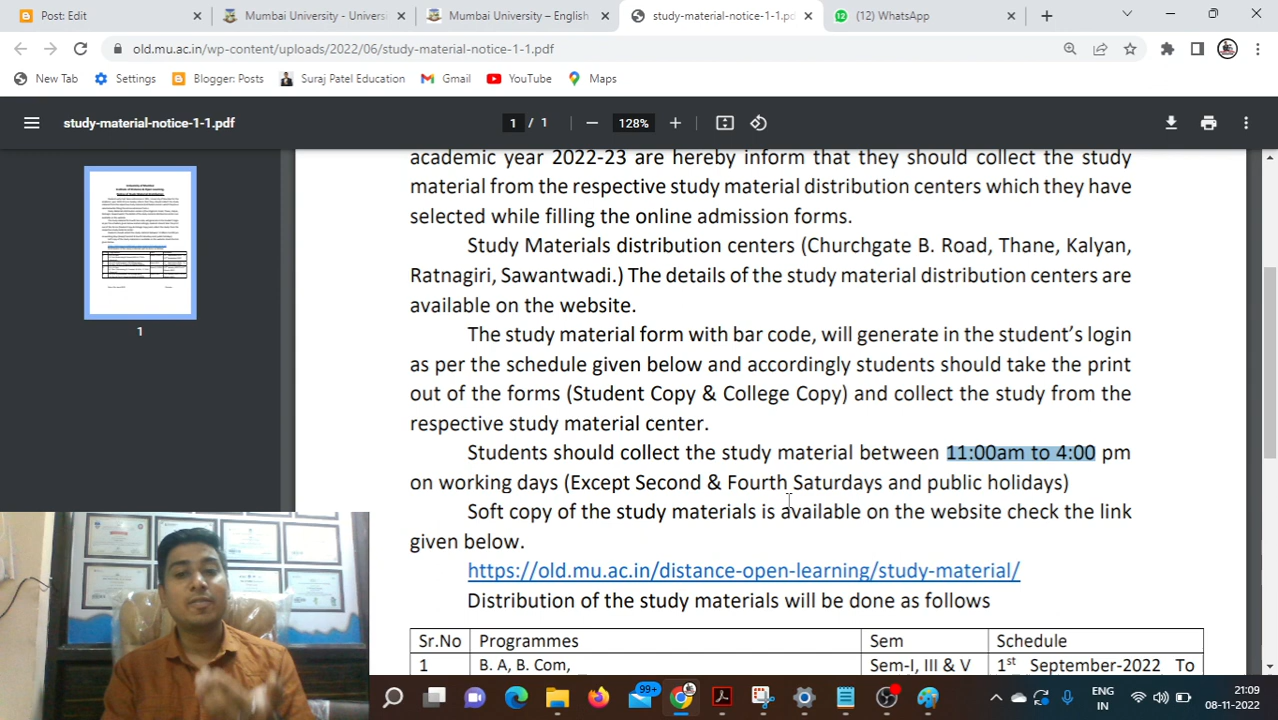 Post: Edit
Mumbai University - Universi
Mumbai University – English
study-material-notice-1-1.pd
(12) WhatsApp
old.mu.ac.in/wp-content/uploads/2022/06/study-material-notice-1-1.pdf
New Tab
Settings
Blogger: Posts
Suraj Patel Education
Gmail
YouTube
Maps
study-material-notice-1-1.pdf
1 / 1
128%
academic year 2022-23 are hereby inform that they should collect the study
material from the respective study material distribution centers which they have
selected while filling the online admission forms.
Study Materials distribution centers (Churchgate B. Road, Thane, Kalyan,
Ratnagiri, Sawantwadi.) The details of the study material distribution centers are
available on the website.
The study material form with bar code, will generate in the student's login
as per the schedule given below and accordingly students should take the print
out of the forms (Student Copy & College Copy) and collect the study from the
respective study material center.
Students should collect the study material between 11:00am to 4:00 pm
on working days (Except Second & Fourth Saturdays and public holidays)
Soft copy of the study materials is available on the website check the link
given below.
https://old.mu.ac.in/distance-open-learning/study-material/
Distribution of the study materials will be done as follows
Sr.No Programmes Sem Schedule
1 B. A, B. Com, Sem-I, III & V 1st September-2022 To
1
99+
ENG
IN
21:09
08-11-2022